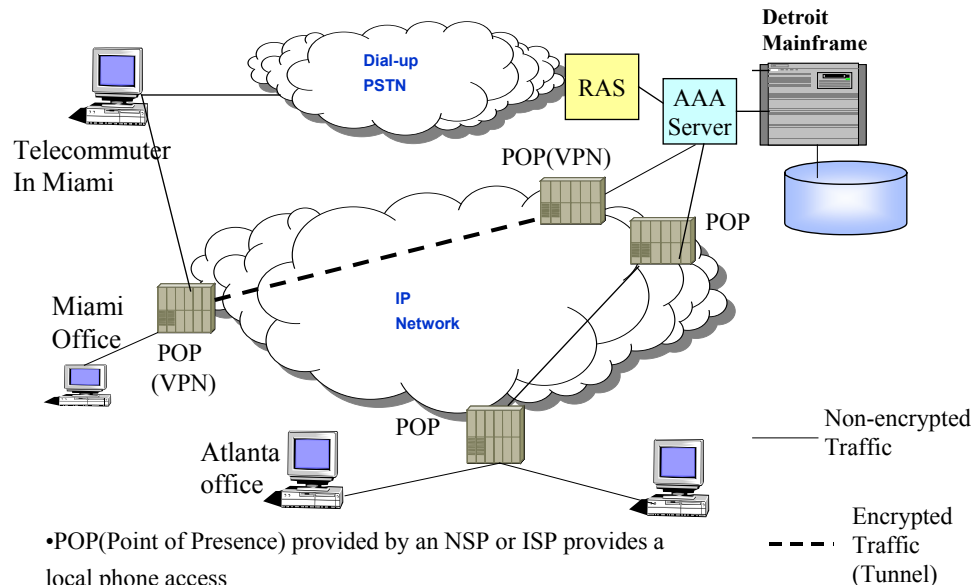 Detroit
Mainframe
Dial-up
PSTN
RAS
AAA
Server
Telecommuter
In Miami
POP(VPN)
POP
IP
Network
Miami
Office
POP
(VPN)
POP
Atlanta
office
Non-encrypted
Traffic
Encrypted
Traffic
(Tunnel)
•POP(Point of Presence) provided by an NSP or ISP provides a
local phone access